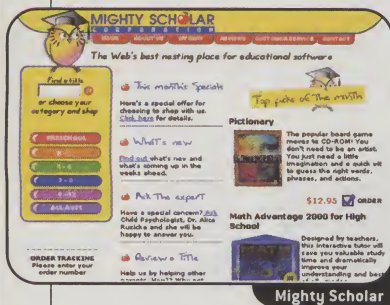 MIGHTY SCHOLAR
CORPORATION
HOME ABOUT US MY CART REVIEWS CUSTOMER SERVICE CONTACT
The Web's best nesting place for educational software
Find a title
or choose your
category and shop
PRESCHOOL
ORDER TRACKING
Please enter your
order number
This month's Specials
Here's a special offer for
choosing to shop with us.
Click here for details.
What's new
Find out what's new and
what's coming up in the
weeks ahead.
Ask The expert
Have a special concern? Ask
Child Psychologist, Dr. Alice
Ruzicka and she will be
happy to answer you.
Review a Title
Help us by helping other
Top picks of The month
Pictionary
The popular board game
moves to CD-ROM! You
don't need to be an artist.
You just need a little
imagination and a quick wit
to guess the right words,
phrases, and actions.
$12.95 ORDER
Math Advantage 2000 for High
School
Designed by teachers,
this interactive tutor will
save you valuable study
time and dramatically
improve your
understanding and best
Mighty Scholar